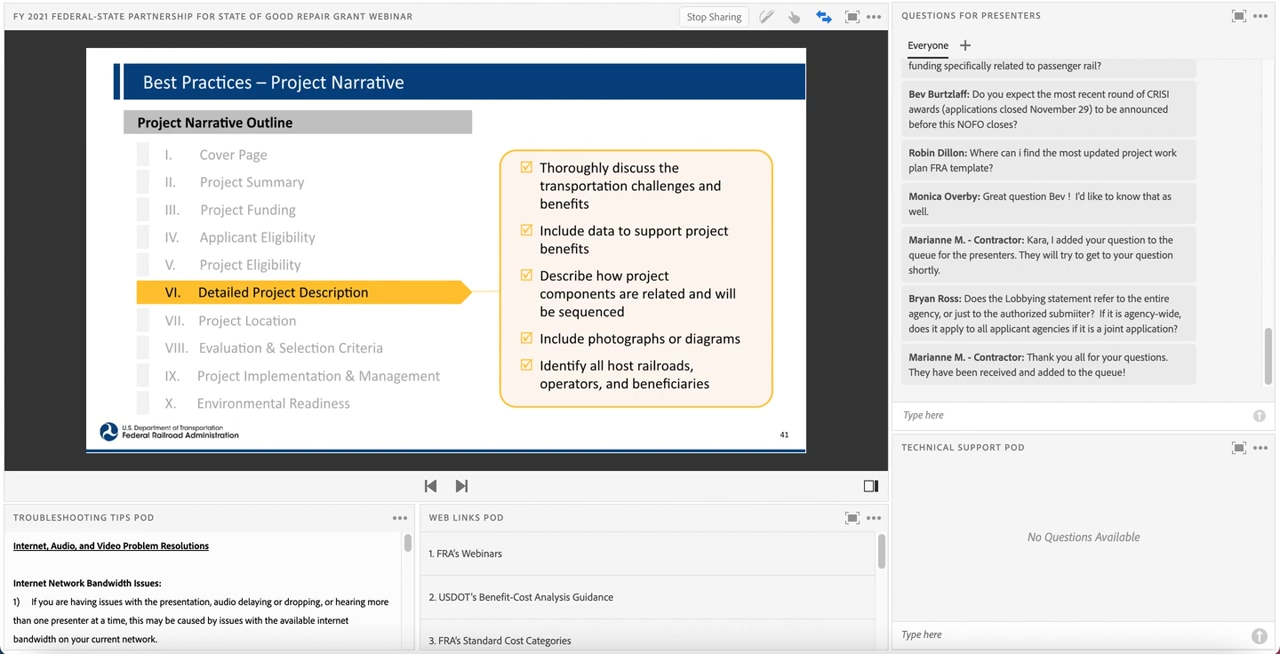 FY 2021 FEDERAL-STATE PARTNERSHIP FOR STATE OF GOOD REPAIR GRANT WEBINAR
Stop Sharing
Best Practices – Project Narrative
Project Narrative Outline
I. Cover Page
II. Project Summary
III. Project Funding
IV. Applicant Eligibility
V. Project Eligibility
VI. Detailed Project Description
VII. Project Location
VIII. Evaluation & Selection Criteria
IX. Project Implementation & Management
X. Environmental Readiness
Thoroughly discuss the
transportation challenges and
benefits
Include data to support project
benefits
Describe how project
components are related and will
be sequenced
Include photographs or diagrams
Identify all host railroads,
operators, and beneficiaries
U.S. Department of Transportation
Federal Railroad Administration
41
QUESTIONS FOR PRESENTERS
Everyone
funding specifically related to passenger rail?
Bev Burtzlaff: Do you expect the most recent round of CRISI
awards (applications closed November 29) to be announced
before this NOFO closes?
Robin Dillon: Where can i find the most updated project work
plan FRA template?
Monica Overby: Great question Bev ! I'd like to know that as
well.
Marianne M. - Contractor: Kara, I added your question to the
queue for the presenters. They will try to get to your question
shortly.
Bryan Ross: Does the Lobbying statement refer to the entire
agency, or just to the authorized submiiter? If it is agency-wide,
does it apply to all applicant agencies if it is a joint application?
Marianne M. - Contractor: Thank you all for your questions.
They have been received and added to the queue!
Type here
TECHNICAL SUPPORT POD
No Questions Available
Type here
TROUBLESHOOTING TIPS POD
Internet, Audio, and Video Problem Resolutions
Internet Network Bandwidth Issues:
1) If you are having issues with the presentation, audio delaying or dropping, or hearing more
than one presenter at a time, this may be caused by issues with the available internet
bandwidth on your current network.
WEB LINKS POD
1. FRA's Webinars
2. USDOT's Benefit-Cost Analysis Guidance
3. FRA's Standard Cost Categories